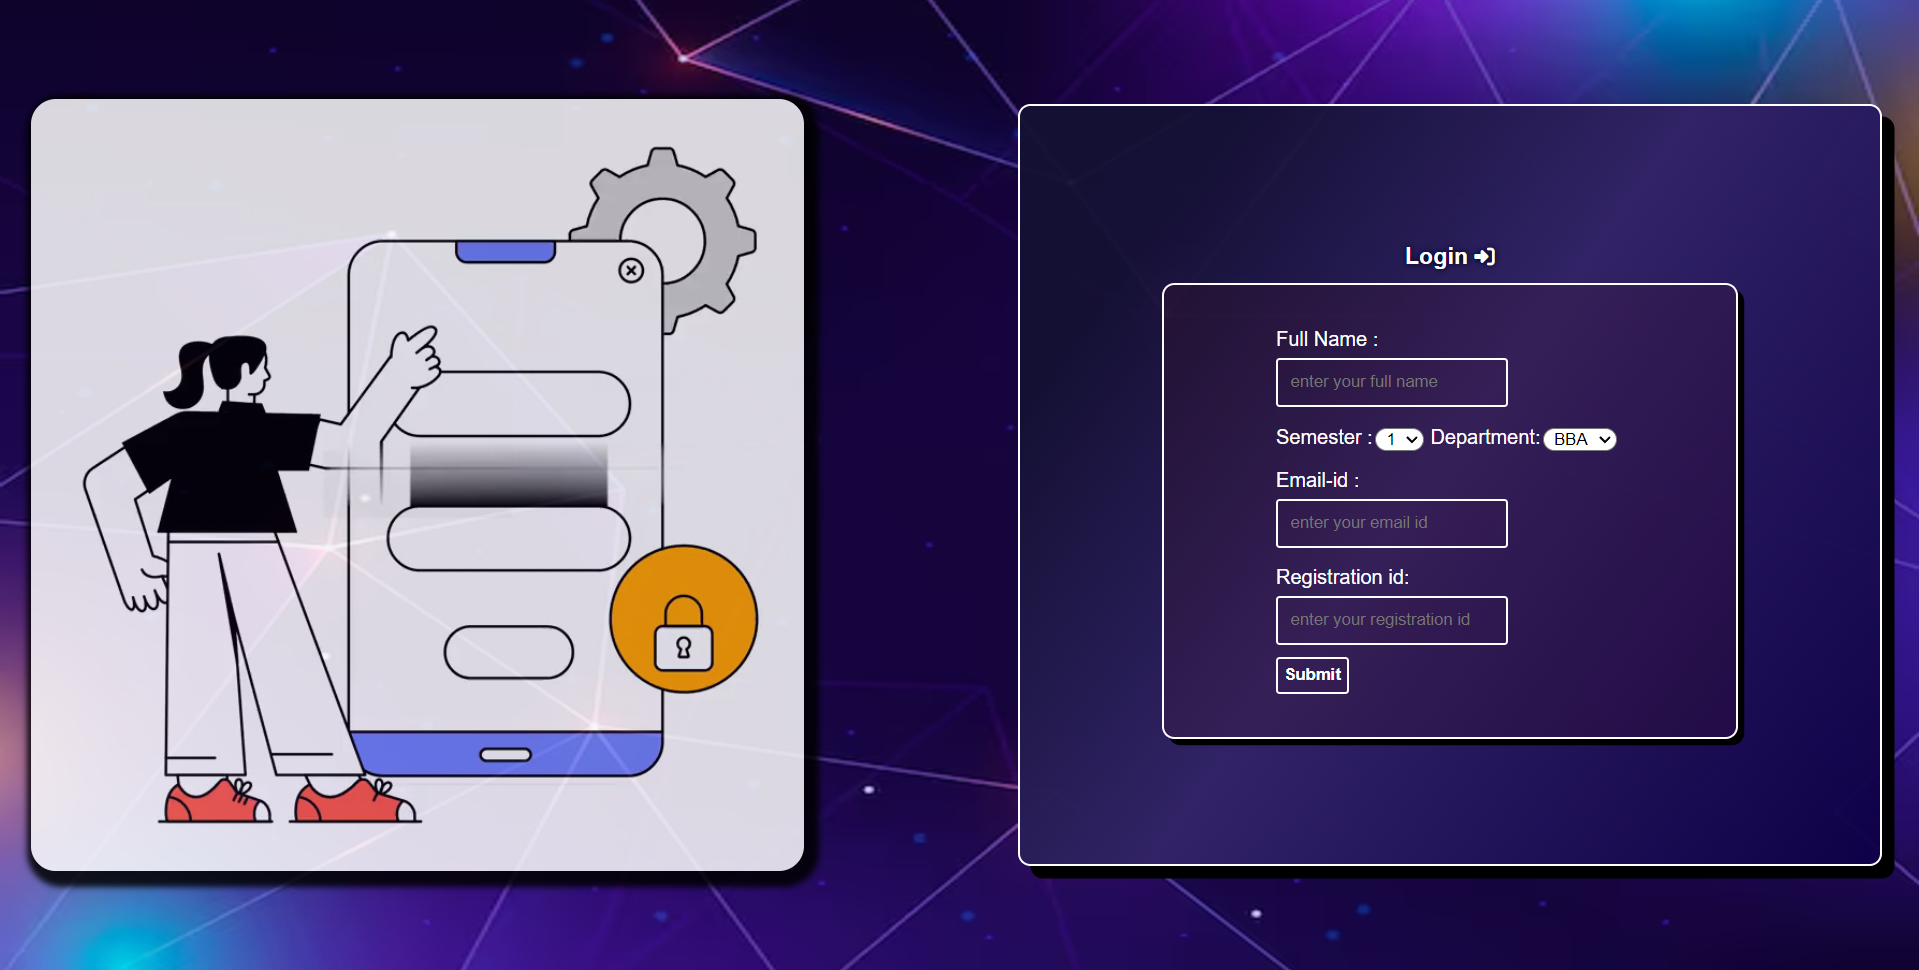 Login
Full Name :
enter your full name
Semester : 1 Department: BBA
Email-id :
enter your email id
Registration id:
enter your registration id
Submit